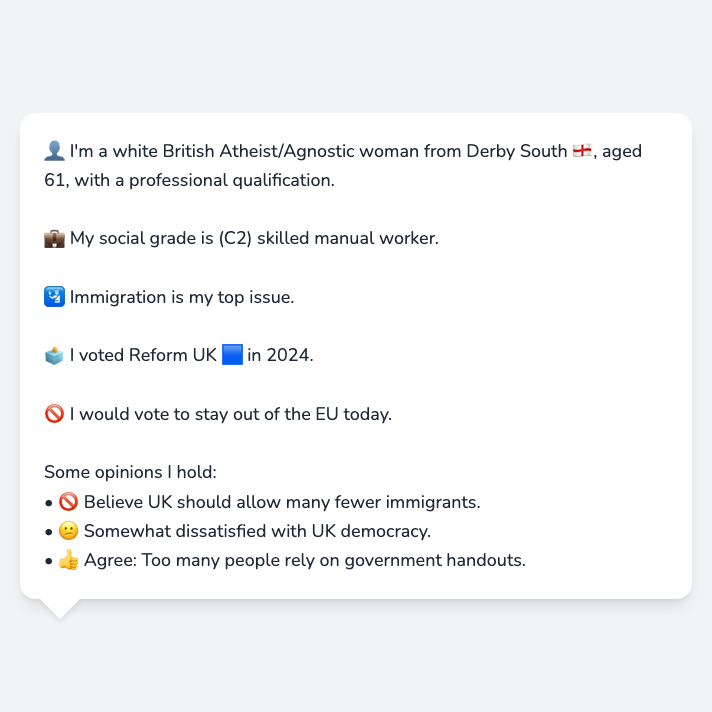 👤 I'm a white British Atheist/Agnostic woman from Derby South 🏴󠁧󠁢󠁥󠁮󠁧󠁿, aged
61, with a professional qualification.
💼 My social grade is (C2) skilled manual worker.
🛂 Immigration is my top issue.
🗳️ I voted Reform UK 🟦 in 2024.
🚫 I would vote to stay out of the EU today.
Some opinions I hold:
• 🚫 Believe UK should allow many fewer immigrants.
• 🙁 Somewhat dissatisfied with UK democracy.
• 👍 Agree: Too many people rely on government handouts.